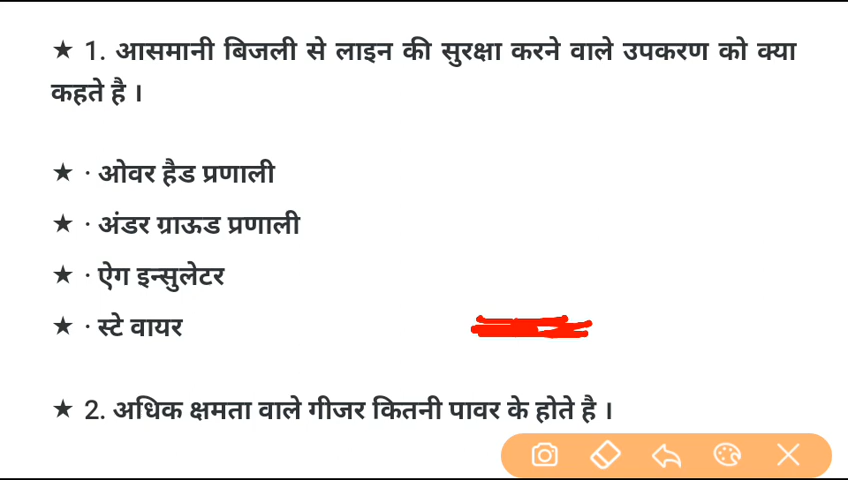 ★ 1. आसमानी बिजली से लाइन की सुरक्षा करने वाले उपकरण को क्या
कहते है ।
★ · ओवर हैड प्रणाली
★ · अंडर ग्राऊड प्रणाली
★ · ऐग इन्सुलेटर
★ · स्टे वायर
★ 2. अधिक क्षमता वाले गीजर कितनी पावर के होते है ।